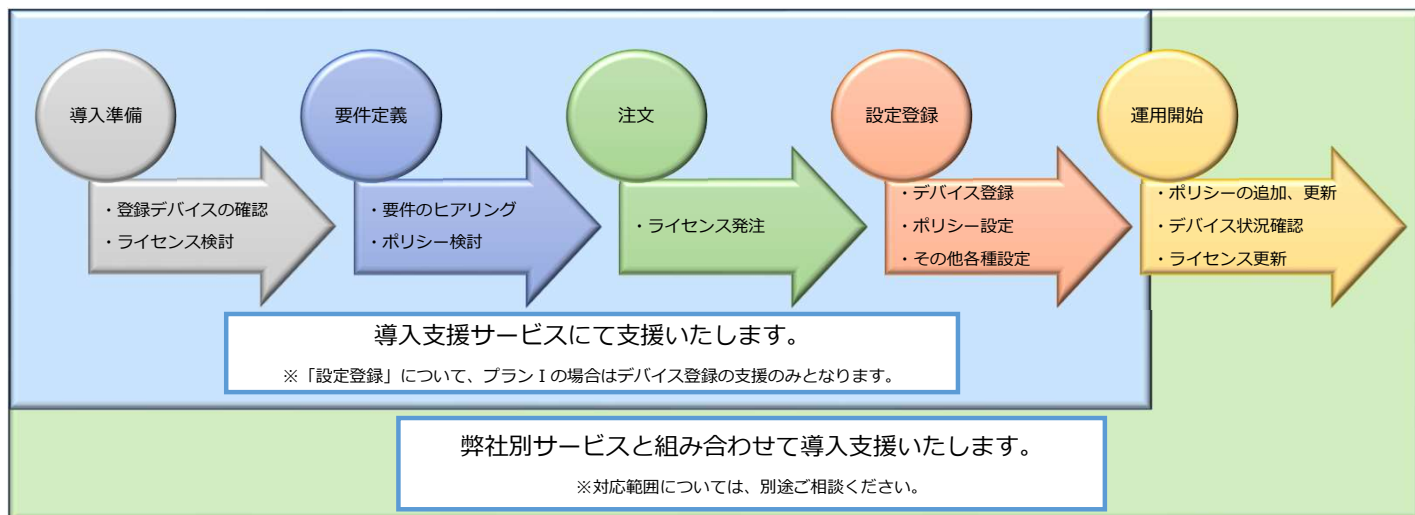 導入準備
・登録デバイスの確認
・ライセンス検討
要件定義
・要件のヒアリング
・ポリシー検討
注文
・ライセンス発注
設定登録
・デバイス登録
・ポリシー設定
・その他各種設定
運用開始
・ポリシーの追加、更新
・デバイス状況確認
・ライセンス更新
導入支援サービスにて支援いたします。
※「設定登録」について、プランⅠの場合はデバイス登録の支援のみとなります。
弊社別サービスと組み合わせて導入支援いたします。
※対応範囲については、別途ご相談ください。